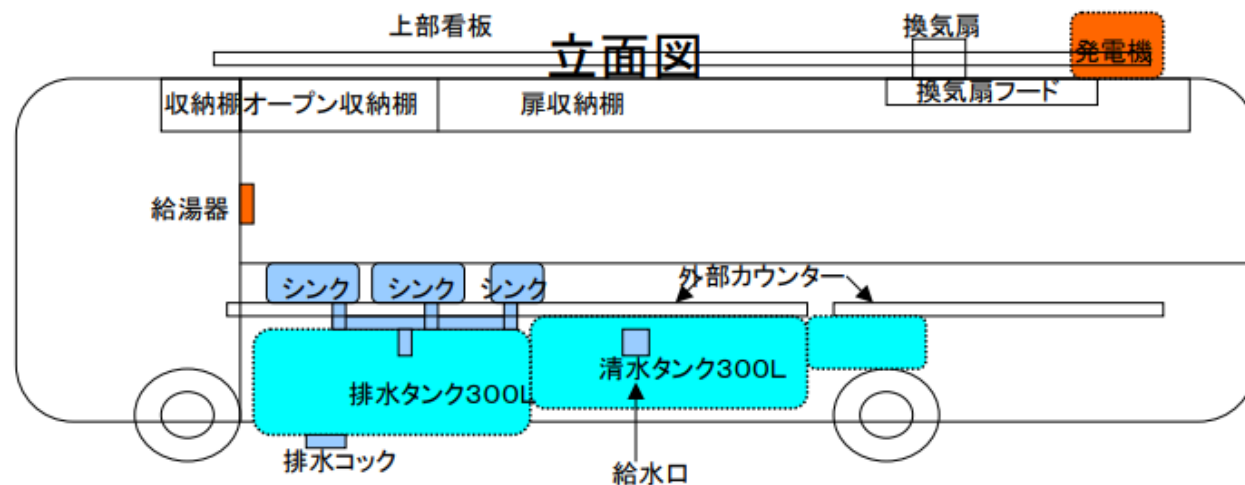 上部看板
立面図
換気扇
発電機
収納棚
オープン収納棚
扉収納棚
換気扇フード
給湯器
シンク
シンク
シンク
外部カウンター
排水タンク300L
清水タンク300L
排水コック
給水口